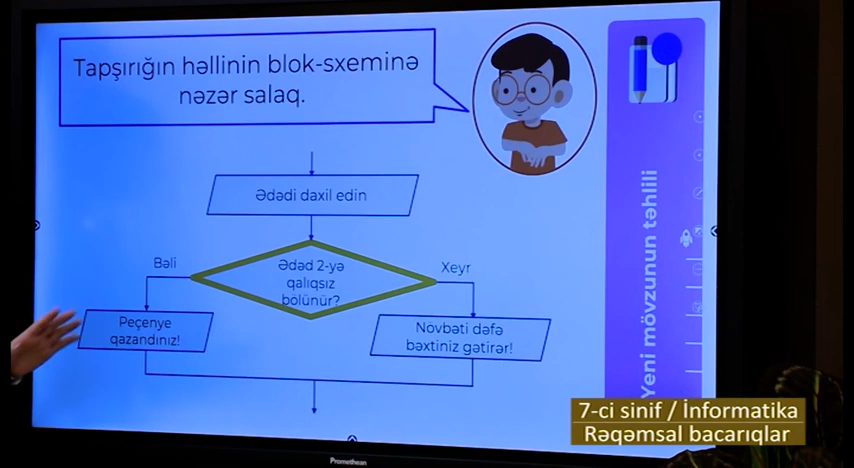 Tapşırığın həllinin blok-sxeminə
nəzər salaq.
Ədədi daxil edin
Bəli
Ədəd 2-yə
qalıqsız
bölünür?
Xeyr
Peçenye
qazandınız!
Növbəti dəfə
bəxtiniz gətirər!
Yeni mövzunun təhlili
7-ci sinif / İnformatika
Rəqəmsal bacarıqlar
Promethean